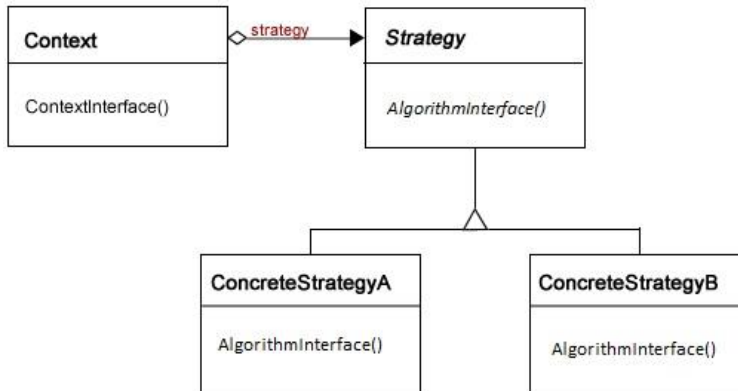 Context
strategy
Strategy
ContextInterface()
AlgorithmInterface()
ConcreteStrategyA
ConcreteStrategyB
AlgorithmInterface()
AlgorithmInterface()